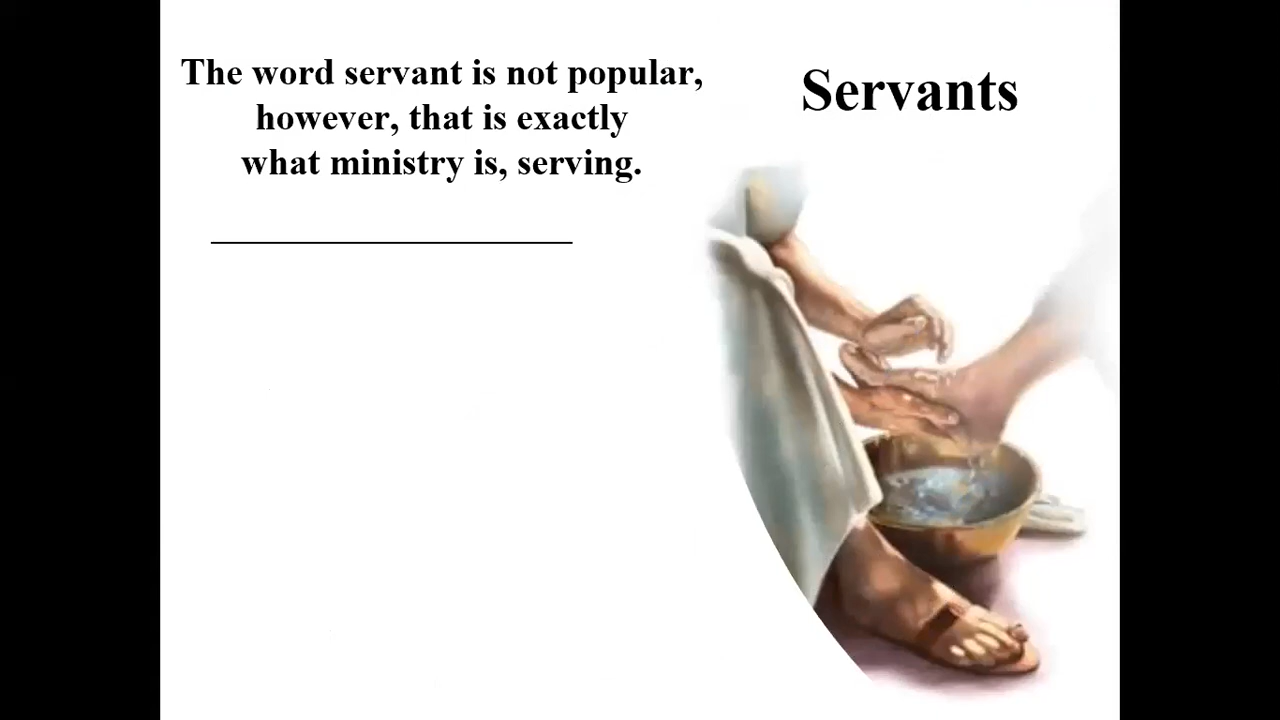 The word servant is not popular,
however, that is exactly
what ministry is, serving.
Servants